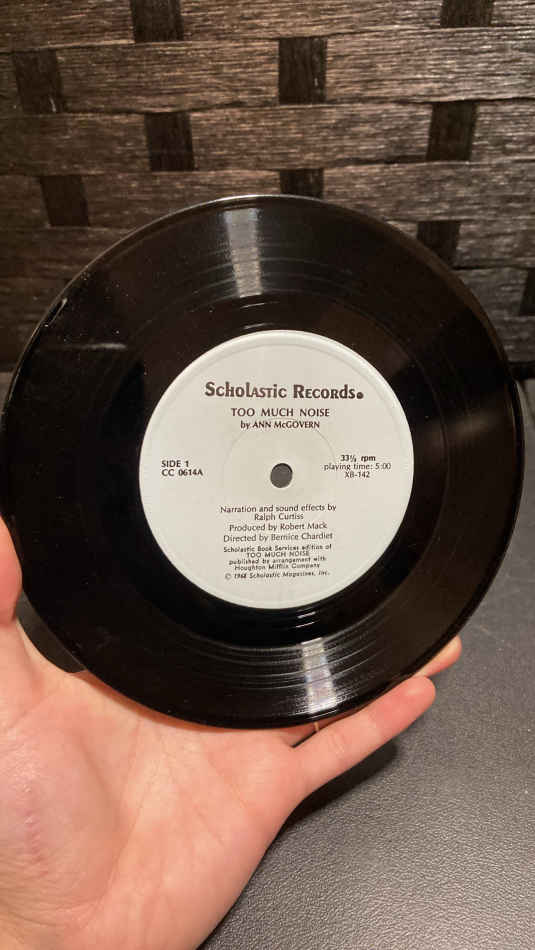 Scholastic Records.
TOO MUCH NOISE
by ANN McGOVERN
SIDE 1
CC 0614A
33⅓ rpm
playing time: 5:00
XB-142
Narration and sound effects by
Ralph Curtiss
Produced by Robert Mack
Directed by Bernice Chardiet
Scholastic Book Services edition of
TOO MUCH NOISE
published by arrangement with
Houghton Mifflin Company
© 1968 Scholastic Magazines, Inc.